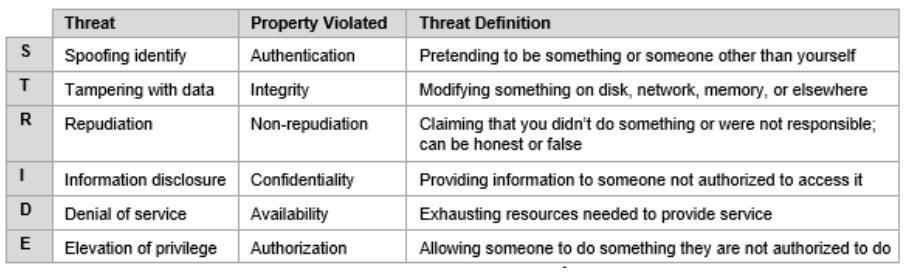 Threat Property Violated Threat Definition
S Spoofing identify Authentication Pretending to be something or someone other than yourself
T Tampering with data Integrity Modifying something on disk, network, memory, or elsewhere
R Repudiation Non-repudiation Claiming that you didn't do something or were not responsible;
can be honest or false
I Information disclosure Confidentiality Providing information to someone not authorized to access it
D Denial of service Availability Exhausting resources needed to provide service
E Elevation of privilege Authorization Allowing someone to do something they are not authorized to do